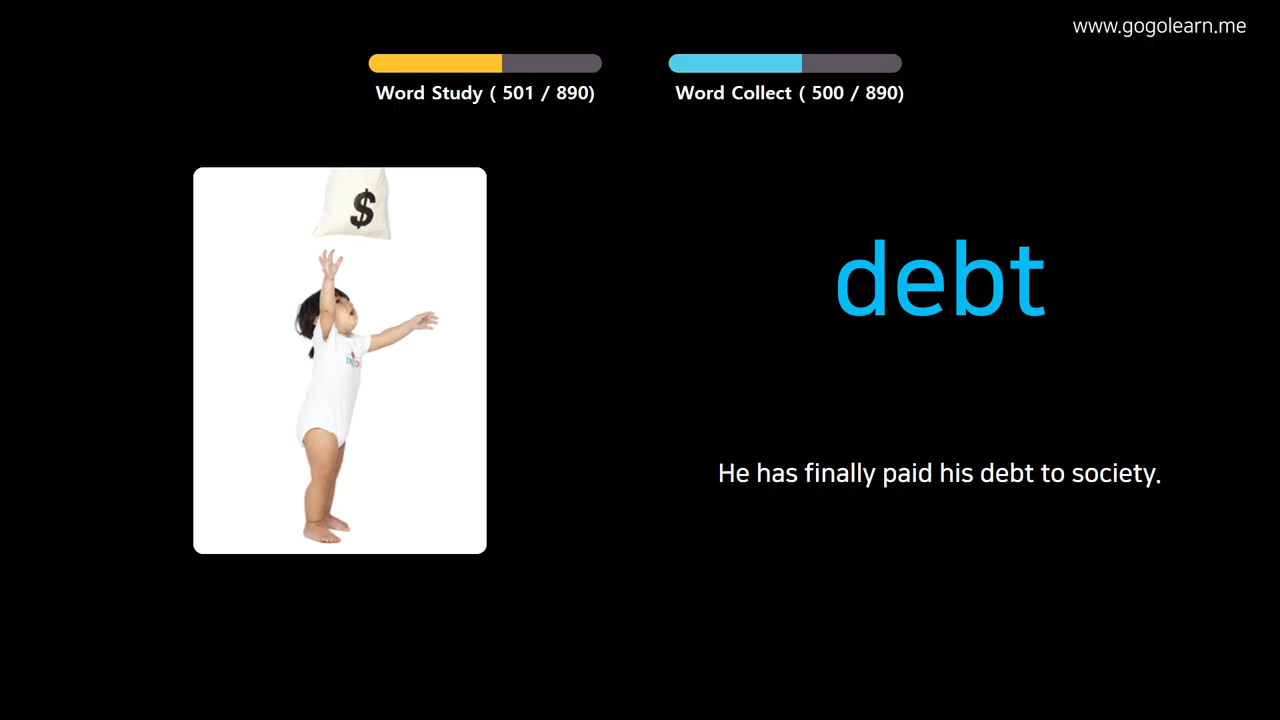 www.gogolearn.me
Word Study ( 501 / 890)
Word Collect ( 500 / 890)
$
debt
He has finally paid his debt to society.